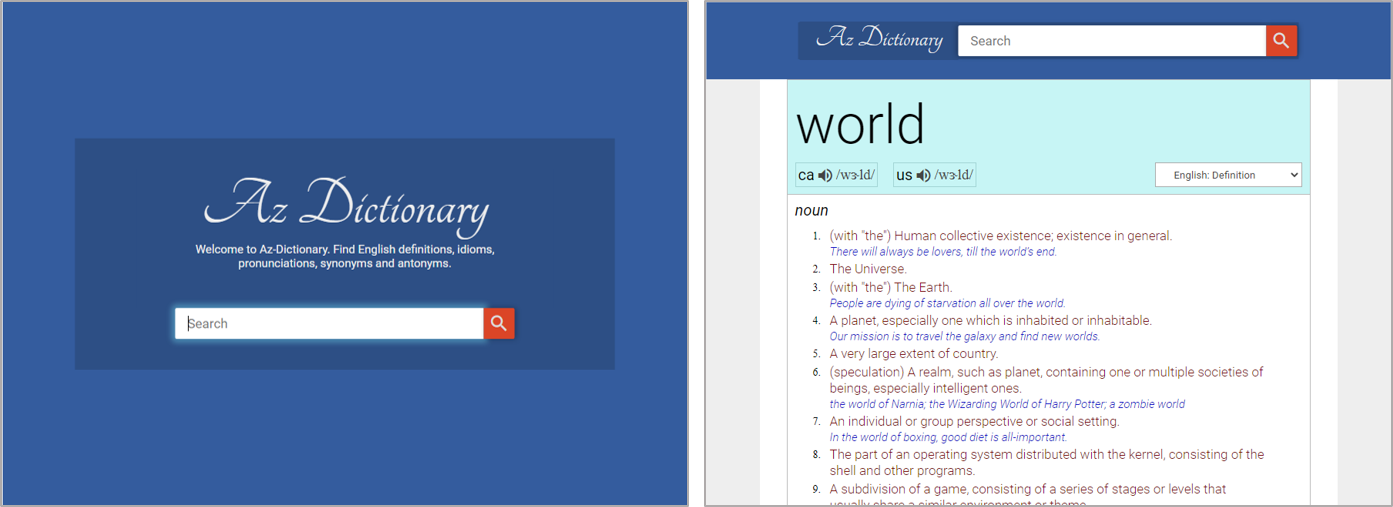 Az Dictionary
Welcome to Az-Dictionary. Find English definitions, idioms,
pronunciations, synonyms and antonyms.
Search
Az Dictionary
Search
world
ca /wɜ˞ld/
us /wɜ˞ld/
English: Definition
noun
1. (with "the") Human collective existence; existence in general.
There will always be lovers, till the world's end.
2. The Universe.
3. (with "the") The Earth.
People are dying of starvation all over the world.
4. A planet, especially one which is inhabited or inhabitable.
Our mission is to travel the galaxy and find new worlds.
5. A very large extent of country.
6. (speculation) A realm, such as planet, containing one or multiple societies of
beings, especially intelligent ones.
the world of Narnia; the Wizarding World of Harry Potter; a zombie world
7. An individual or group perspective or social setting.
In the world of boxing, good diet is all-important.
8. The part of an operating system distributed with the kernel, consisting of the
shell and other programs.
9. A subdivision of a game, consisting of a series of stages or levels that
usually share a similar environment or theme.